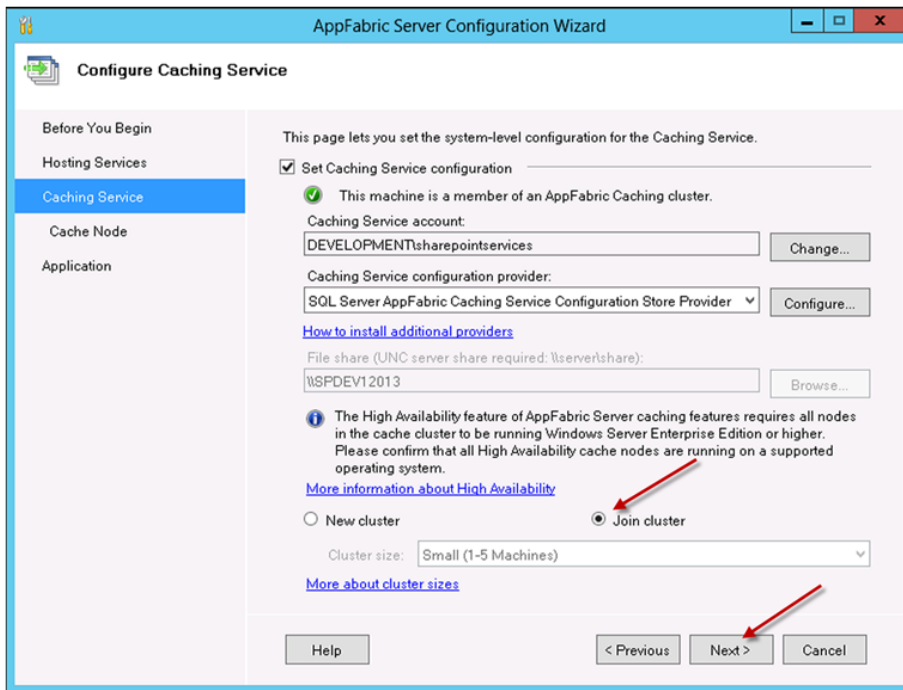 AppFabric Server Configuration Wizard
Configure Caching Service
Before You Begin
Hosting Services
Caching Service
Cache Node
Application
This page lets you set the system-level configuration for the Caching Service.
Set Caching Service configuration
This machine is a member of an AppFabric Caching cluster.
Caching Service account:
DEVELOPMENT\sharepointservices
Change...
Caching Service configuration provider:
SQL Server AppFabric Caching Service Configuration Store Provider
Configure...
How to install additional providers
File share (UNC server share required: \\server\share):
\\SPDEV12013
Browse...
The High Availability feature of AppFabric Server caching features requires all nodes
in the cache cluster to be running Windows Server Enterprise Edition or higher.
Please confirm that all High Availability cache nodes are running on a supported
operating system.
More information about High Availability
New cluster
Join cluster
Cluster size:
Small (1-5 Machines)
More about cluster sizes
Help
< Previous
Next >
Cancel